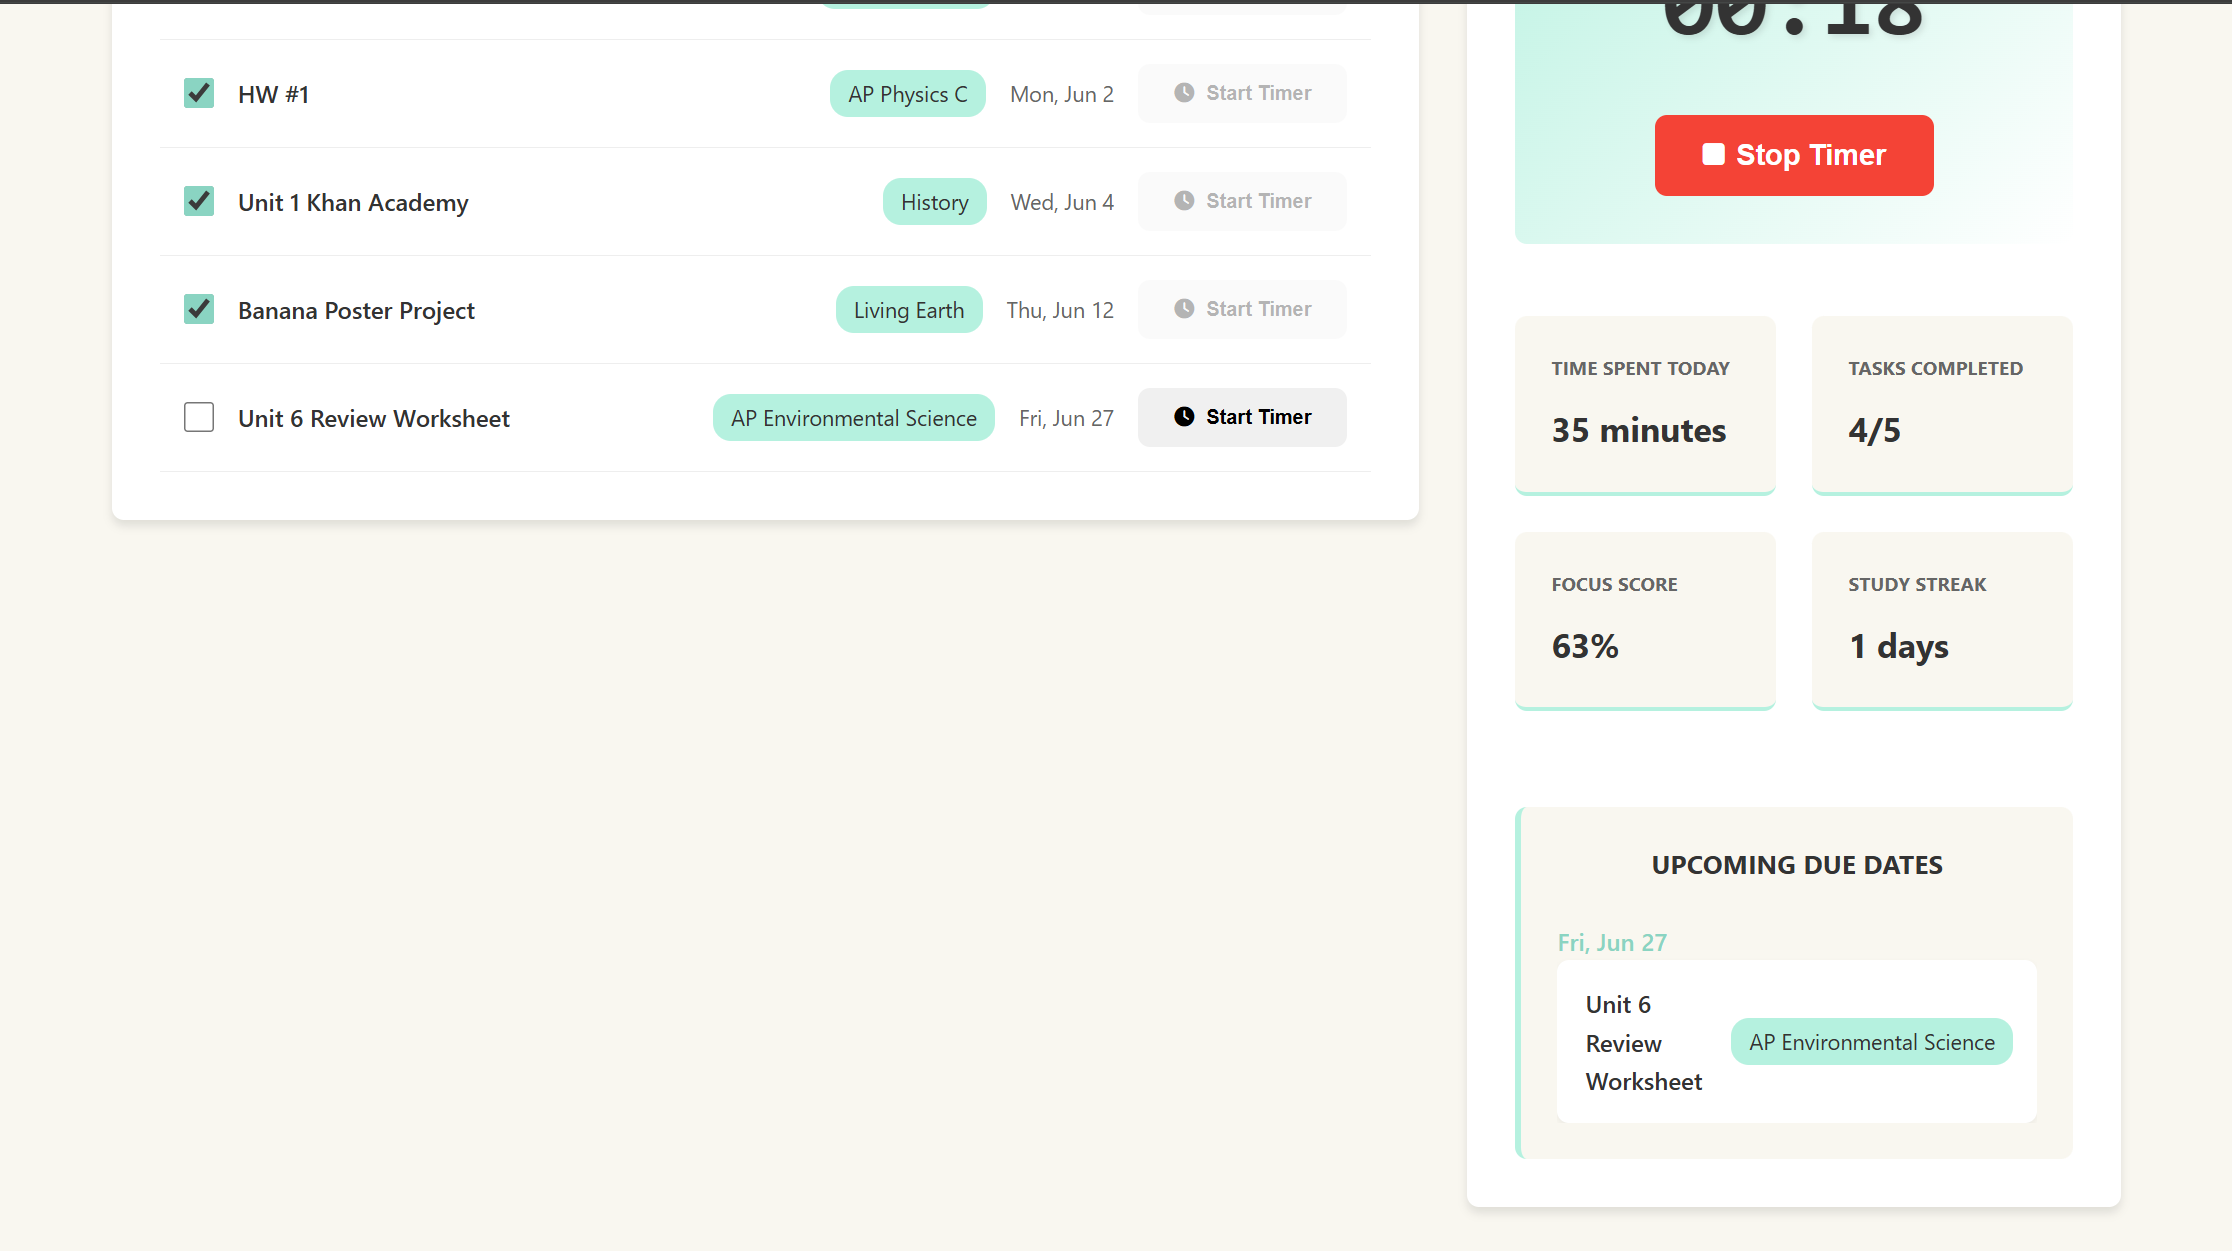 HW #1
AP Physics C
Mon, Jun 2
Start Timer
Unit 1 Khan Academy
History
Wed, Jun 4
Start Timer
Banana Poster Project
Living Earth
Thu, Jun 12
Start Timer
Unit 6 Review Worksheet
AP Environmental Science
Fri, Jun 27
Start Timer
00:18
Stop Timer
TIME SPENT TODAY
35 minutes
TASKS COMPLETED
4/5
FOCUS SCORE
63%
STUDY STREAK
1 days
UPCOMING DUE DATES
Fri, Jun 27
Unit 6
Review
Worksheet
AP Environmental Science